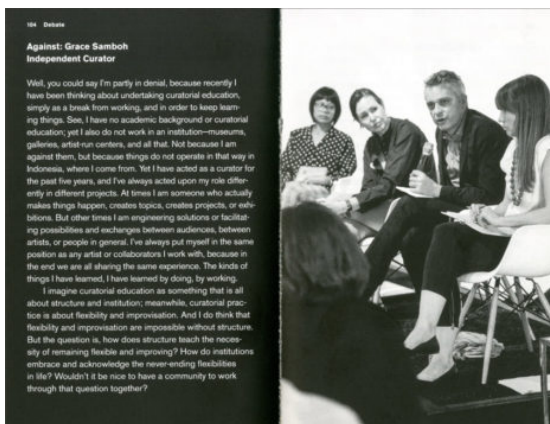 104 Debate
Against: Grace Samboh
Independent Curator
Well, you could say I'm partly in denial, because recently I
have been thinking about undertaking curatorial education,
simply as a break from working, and in order to keep learn-
ing things. See, I have no academic background or curatorial
education; yet I also do not work in an institution—museums,
galleries, artist-run centers, and all that. Not because I am
against them, but because things do not operate in that way in
Indonesia, where I come from. Yet I have acted as a curator for
the past five years, and I've always acted upon my role differ-
ently in different projects. At times I am someone who actually
makes things happen, creates topics, creates projects, or exhi-
bitions. But other times I am engineering solutions or facilitat-
ing possibilities and exchanges between audiences, between
artists, or people in general. I've always put myself in the same
position as any artist or collaborators I work with, because in
the end we are all sharing the same experience. The kinds of
things I have learned, I have learned by doing, by working.
I imagine curatorial education as something that is all
about structure and institution; meanwhile, curatorial prac-
tice is about flexibility and improvisation. And I do think that
flexibility and improvisation are impossible without structure.
But the question is, how does structure teach the neces-
sity of remaining flexible and improving? How do institutions
embrace and acknowledge the never-ending flexibilities
in life? Wouldn't it be nice to have a community to work
through that question together?